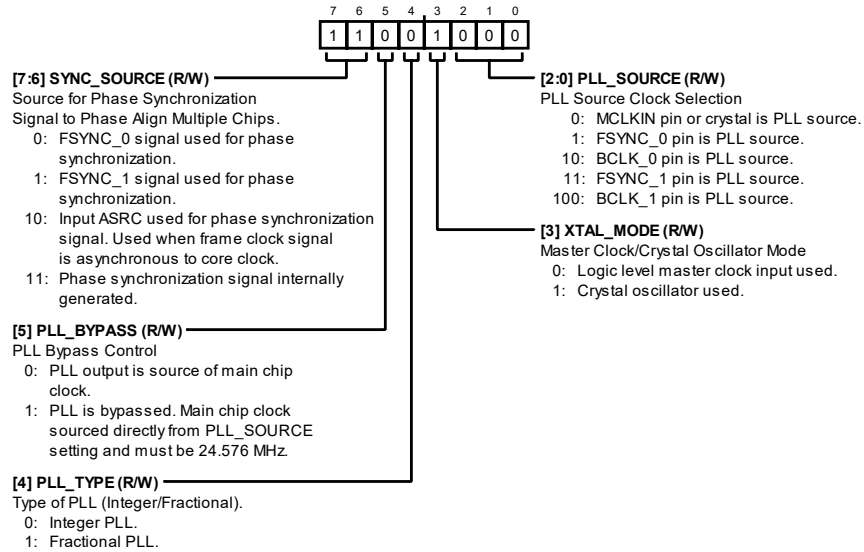 7 6 5 4 3 2 1 0
1 1 0 0 1 0 0 0
[7:6] SYNC_SOURCE (R/W)
Source for Phase Synchronization
Signal to Phase Align Multiple Chips.
0: FSYNC_0 signal used for phase
synchronization.
1: FSYNC_1 signal used for phase
synchronization.
10: Input ASRC used for phase synchronization
signal. Used when frame clock signal
is asynchronous to core clock.
11: Phase synchronization signal internally
generated.
[5] PLL_BYPASS (R/W)
PLL Bypass Control
0: PLL output is source of main chip
clock.
1: PLL is bypassed. Main chip clock
sourced directly from PLL_SOURCE
setting and must be 24.576 MHz.
[4] PLL_TYPE (R/W)
Type of PLL (Integer/Fractional).
0: Integer PLL.
1: Fractional PLL.
[2:0] PLL_SOURCE (R/W)
PLL Source Clock Selection
0: MCLKIN pin or crystal is PLL source.
1: FSYNC_0 pin is PLL source.
10: BCLK_0 pin is PLL source.
11: FSYNC_1 pin is PLL source.
100: BCLK_1 pin is PLL source.
[3] XTAL_MODE (R/W)
Master Clock/Crystal Oscillator Mode
0: Logic level master clock input used.
1: Crystal oscillator used.